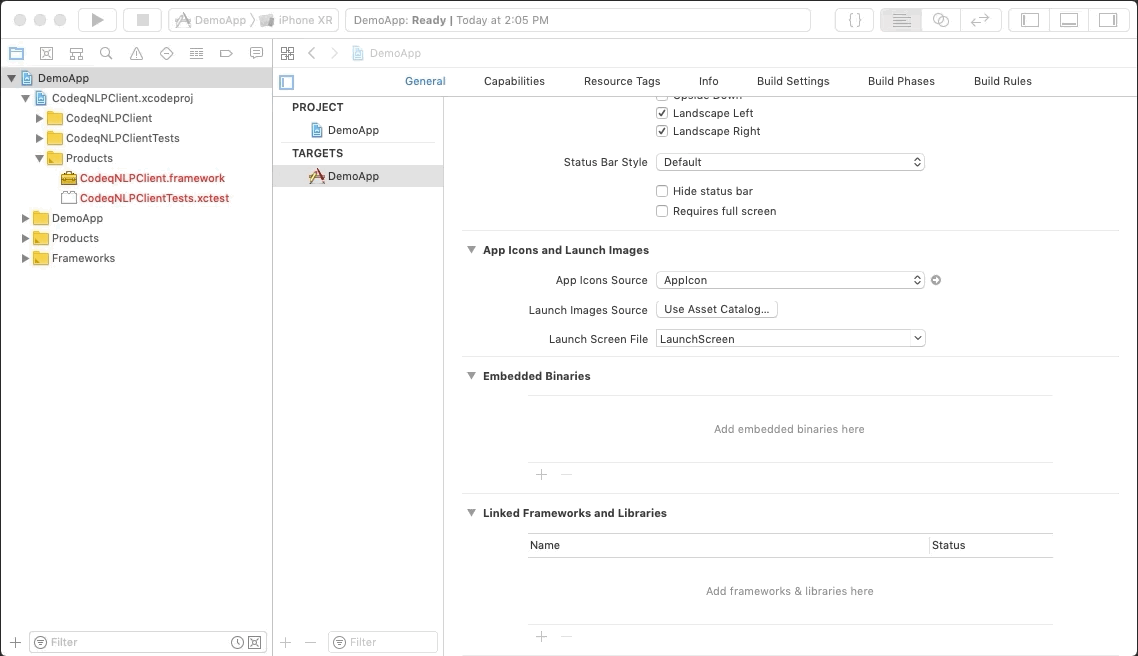 DemoApp iPhone XR DemoApp: Ready | Today at 2:05 PM
DemoApp
DemoApp
CodeqNLPClient.xcodeproj
CodeqNLPClient
CodeqNLPClientTests
Products
CodeqNLPClient.framework
CodeqNLPClientTests.xctest
DemoApp
Products
Frameworks
Filter
General Capabilities Resource Tags Info Build Settings Build Phases Build Rules
PROJECT
DemoApp
TARGETS
DemoApp
Filter
Upside Down
Landscape Left
Landscape Right
Status Bar Style Default
Hide status bar
Requires full screen
App Icons and Launch Images
App Icons Source AppIcon
Launch Images Source Use Asset Catalog...
Launch Screen File LaunchScreen
Embedded Binaries
Add embedded binaries here
Linked Frameworks and Libraries
Name Status
Add frameworks & libraries here